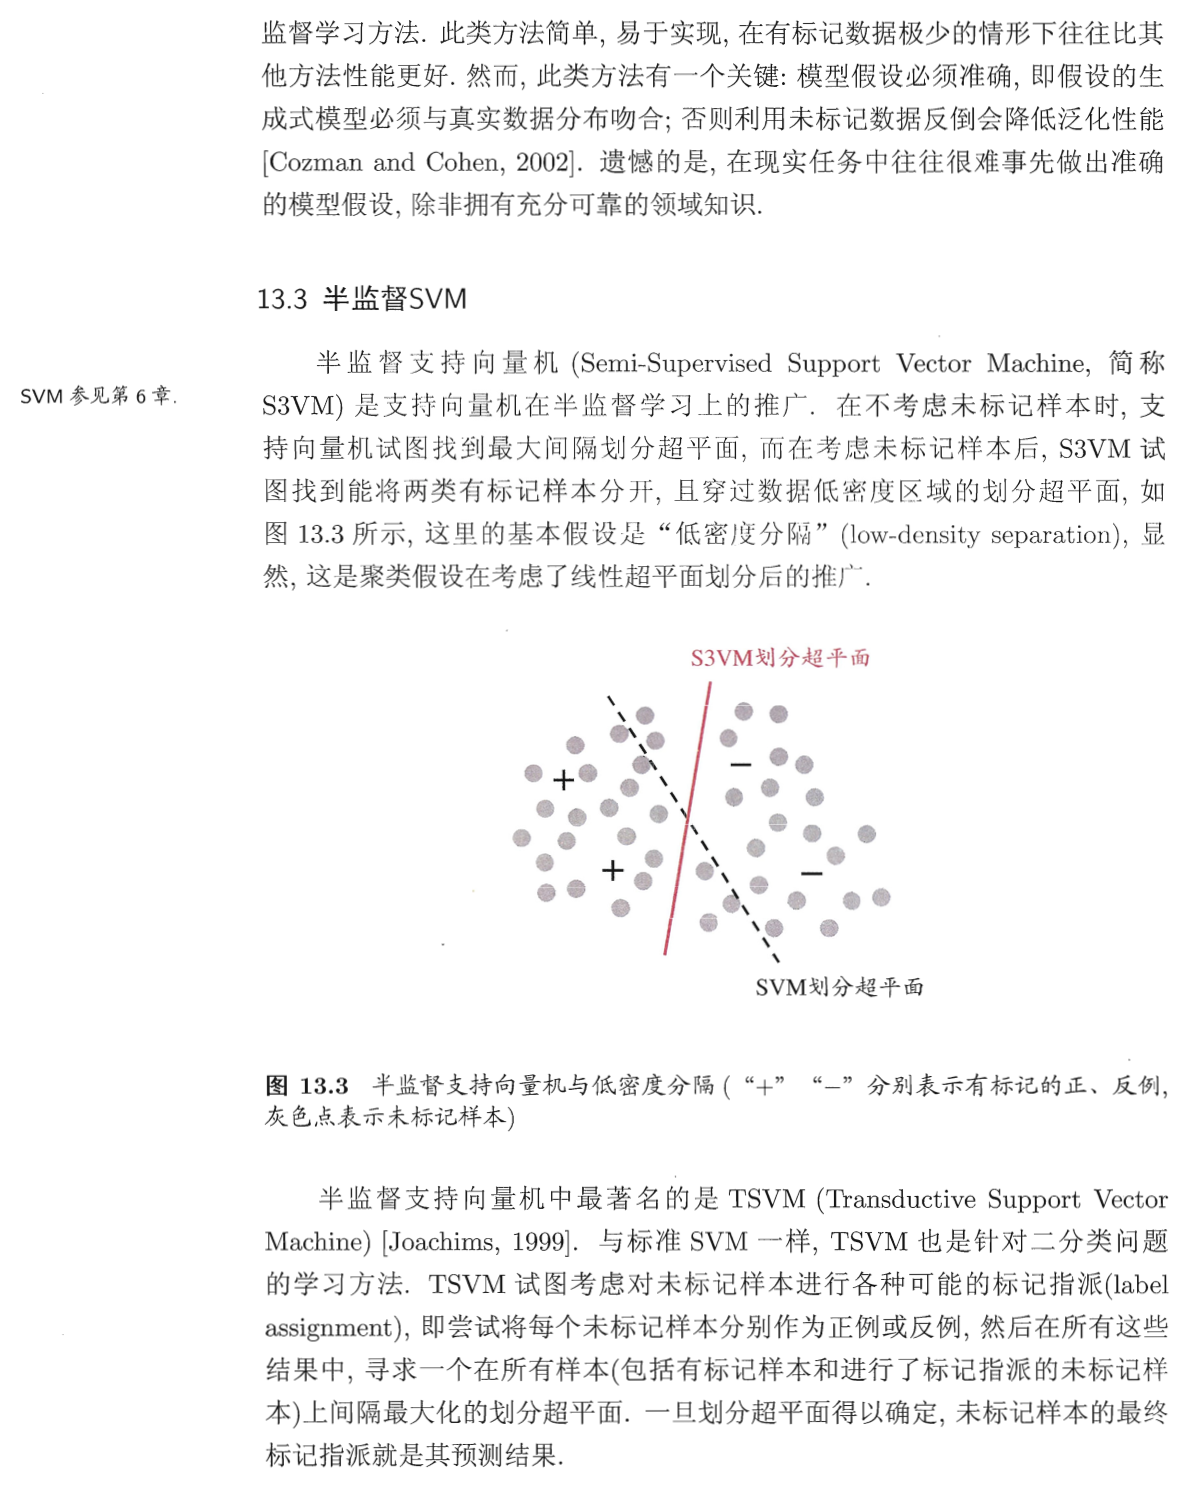 监督学习方法. 此类方法简单, 易于实现, 在有标记数据极少的情形下往往比其
他方法性能更好. 然而, 此类方法有一个关键: 模型假设必须准确, 即假设的生
成式模型必须与真实数据分布吻合; 否则利用未标记数据反倒会降低泛化性能
[Cozman and Cohen, 2002]. 遗憾的是, 在现实任务中往往很难事先做出准确
的模型假设, 除非拥有充分可靠的领域知识.
13.3 半监督SVM
半监督支持向量机 (Semi-Supervised Support Vector Machine, 简称
SVM 参见第 6 章.
S3VM) 是支持向量机在半监督学习上的推广. 在不考虑未标记样本时, 支
持向量机试图找到最大间隔划分超平面, 而在考虑未标记样本后, S3VM 试
图找到能将两类有标记样本分开, 且穿过数据低密度区域的划分超平面, 如
图 13.3 所示, 这里的基本假设是“低密度分隔” (low-density separation), 显
然, 这是聚类假设在考虑了线性超平面划分后的推广.
S3VM划分超平面
+
−
+
−
SVM划分超平面
图 13.3 半监督支持向量机与低密度分隔 ( “+” “−” 分别表示有标记的正、反例,
灰色点表示未标记样本)
半监督支持向量机中最著名的是 TSVM (Transductive Support Vector
Machine) [Joachims, 1999]. 与标准 SVM 一样, TSVM 也是针对二分类问题
的学习方法. TSVM 试图考虑对未标记样本进行各种可能的标记指派(label
assignment), 即尝试将每个未标记样本分别作为正例或反例, 然后在所有这些
结果中, 寻求一个在所有样本(包括有标记样本和进行了标记指派的未标记样
本)上间隔最大化的划分超平面. 一旦划分超平面得以确定, 未标记样本的最终
标记指派就是其预测结果.